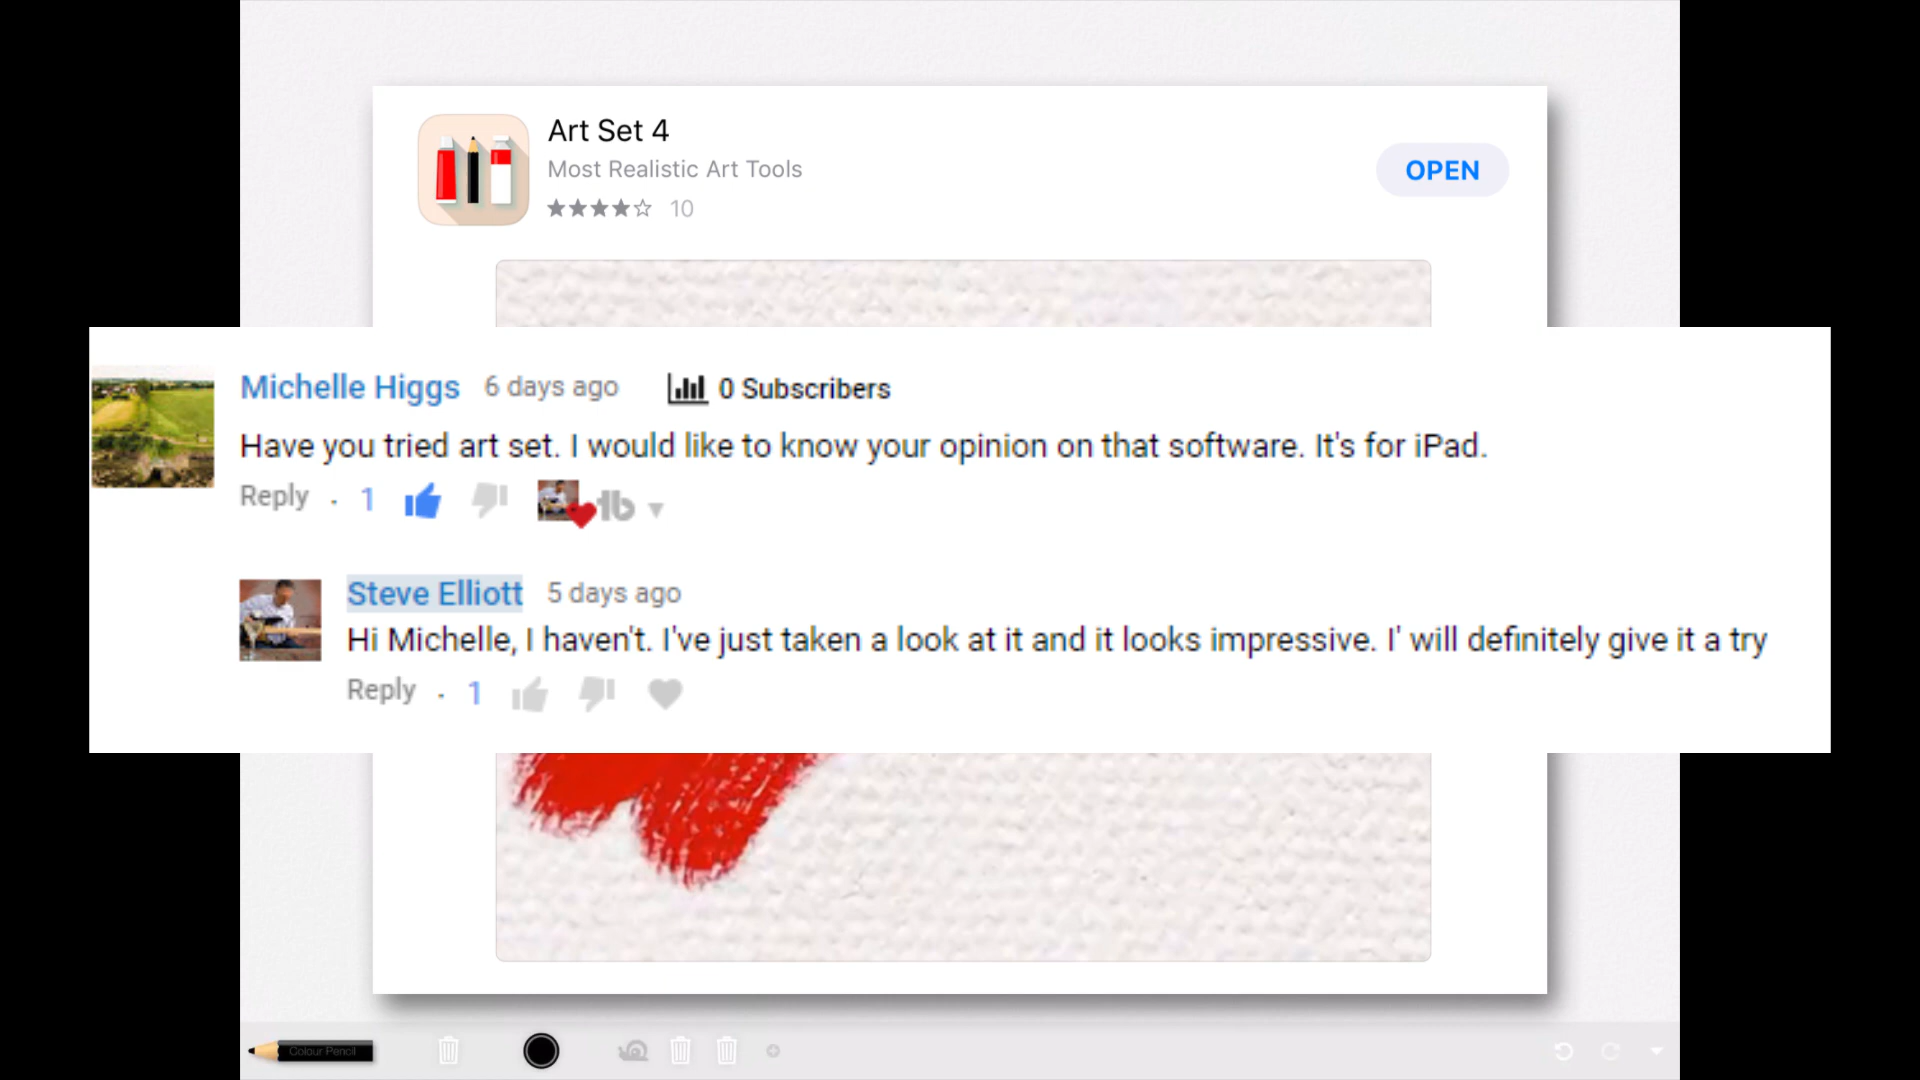 Art Set 4
Most Realistic Art Tools
10
OPEN
Michelle Higgs 6 days ago 0 Subscribers
Have you tried art set. I would like to know your opinion on that software. It's for iPad.
Reply . 1 tb
Steve Elliott 5 days ago
Hi Michelle, I haven't. I've just taken a look at it and it looks impressive. I' will definitely give it a try
Reply . 1
Colour Pencil